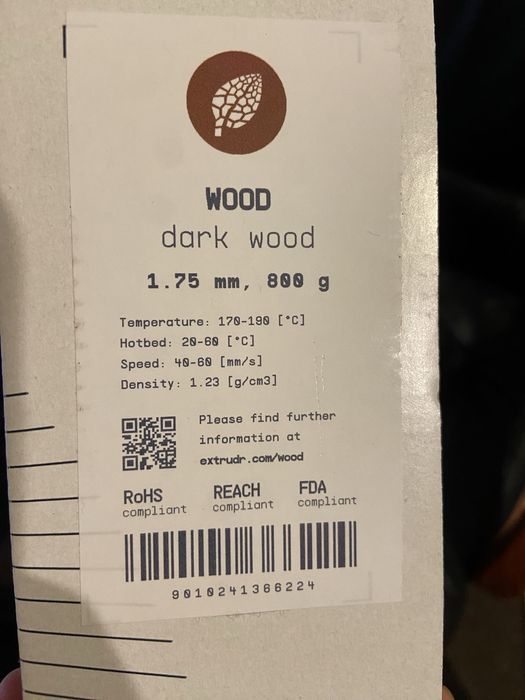 WOOD
dark wood
1.75 mm, 800 g
Temperature: 170-190 [°C]
Hotbed: 20-60 [°C]
Speed: 40-60 [mm/s]
Density: 1.23 [g/cm3]
Please find further
information at
extrudr.com/wood
RoHS REACH FDA
compliant compliant compliant
9010241366224